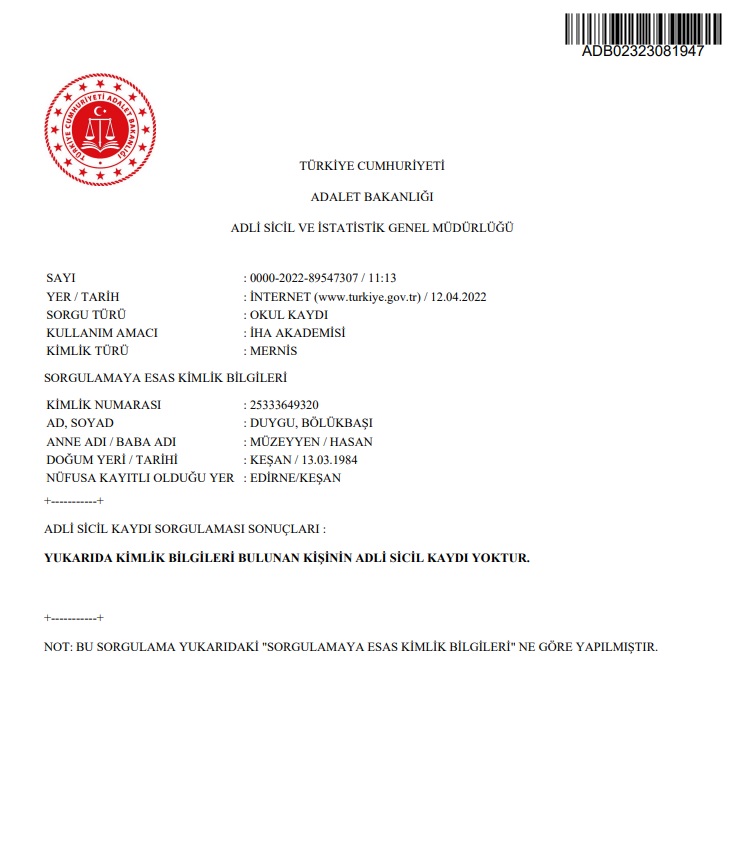 ADB02323081947
TÜRKİYE CUMHURİYETİ ADALET BAKANLIĞI
TÜRKİYE CUMHURİYETİ
ADALET BAKANLIĞI
ADLİ SİCİL VE İSTATİSTİK GENEL MÜDÜRLÜĞÜ
SAYI : 0000-2022-89547307 / 11:13
YER / TARİH : İNTERNET (www.turkiye.gov.tr) / 12.04.2022
SORGU TÜRÜ : OKUL KAYDI
KULLANIM AMACI : İHA AKADEMİSİ
KİMLİK TÜRÜ : MERNİS
SORGULAMAYA ESAS KİMLİK BİLGİLERİ
KİMLİK NUMARASI : 25333649320
AD, SOYAD : DUYGU, BÖLÜKBAŞI
ANNE ADI / BABA ADI : MÜZEYYEN / HASAN
DOĞUM YERİ / TARİHİ : KEŞAN / 13.03.1984
NÜFUSA KAYITLI OLDUĞU YER : EDİRNE/KEŞAN
+-----------+
ADLİ SİCİL KAYDI SORGULAMASI SONUÇLARI :
YUKARIDA KİMLİK BİLGİLERİ BULUNAN KİŞİNİN ADLİ SİCİL KAYDI YOKTUR.
+-----------+
NOT: BU SORGULAMA YUKARIDAKİ "SORGULAMAYA ESAS KİMLİK BİLGİLERİ" NE GÖRE YAPILMIŞTIR.